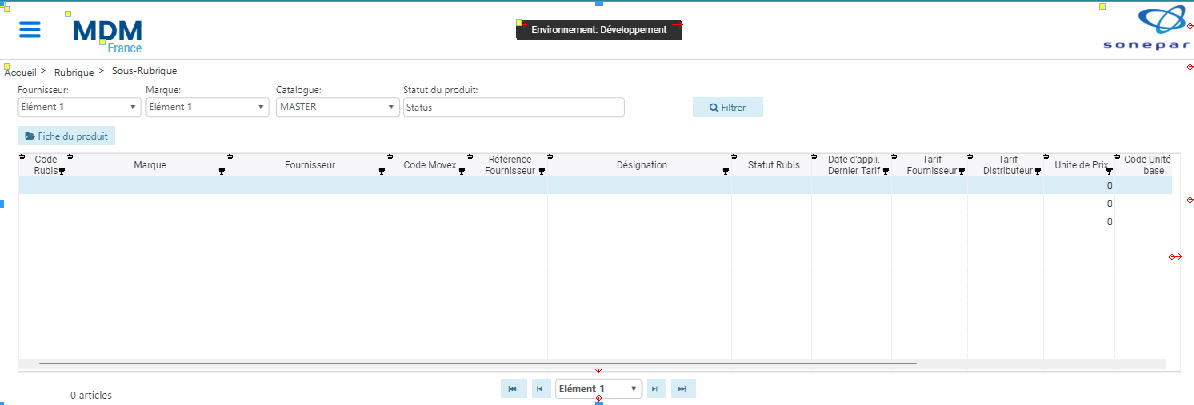 MDM
France
Environnement: Développement
sonepar
Accueil > Rubrique > Sous-Rubrique
Fournisseur: Marque: Catalogue: Statut du produit:
Elément 1 Elément 1 MASTER Status Filtrer
Fiche du produit
Code Rubis Marque Fournisseur Code Movex Référence Fournisseur Désignation Statut Rubis Date d'appli. Dernier Tarif Tarif Fournisseur Tarif Distributeur Unite de Prix Code Unité base
0
0
0
0 articles Elément 1